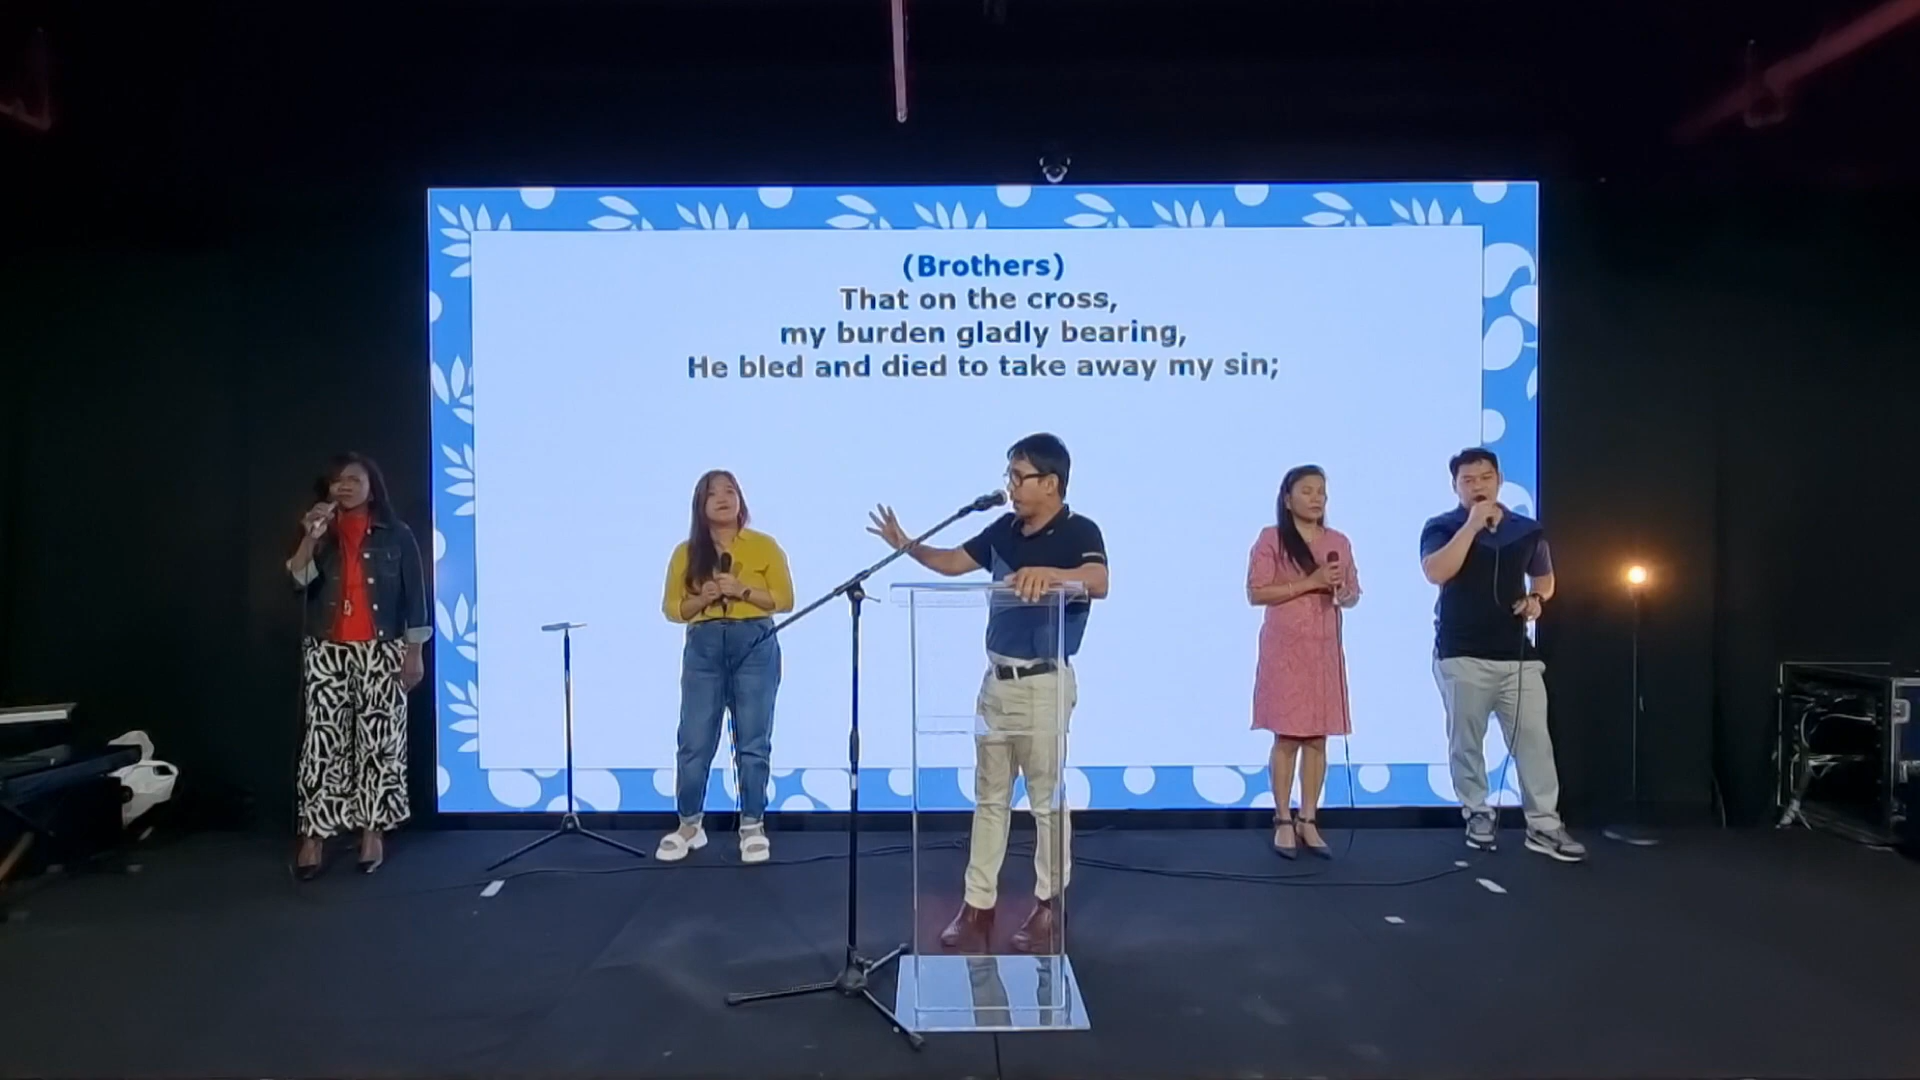 (Brothers)
That on the cross,
my burden gladly bearing,
He bled and died to take away my sin;